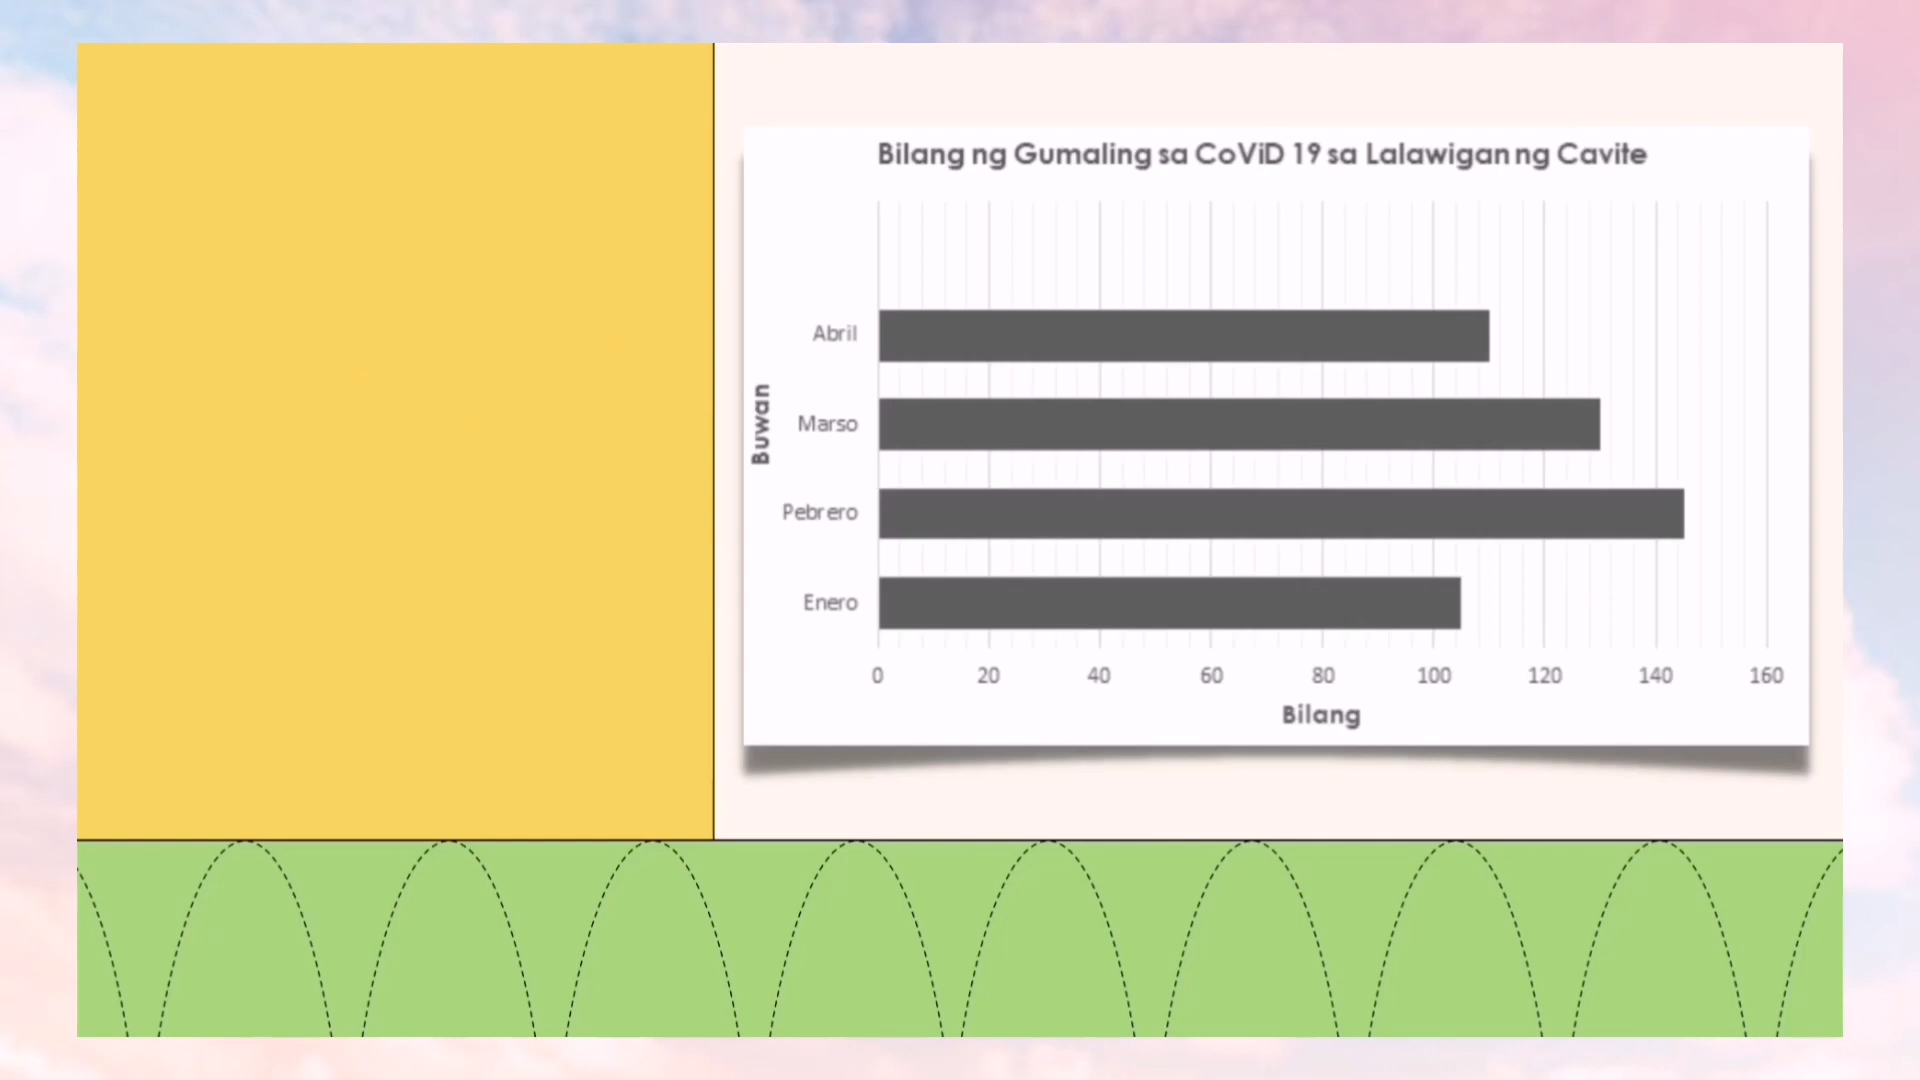 Bilang ng Gumaling sa CoViD 19 sa Lalawigan ng Cavite
Buwan
Abril
Marso
Pebrero
Enero
0 20 40 60 80 100 120 140 160
Bilang